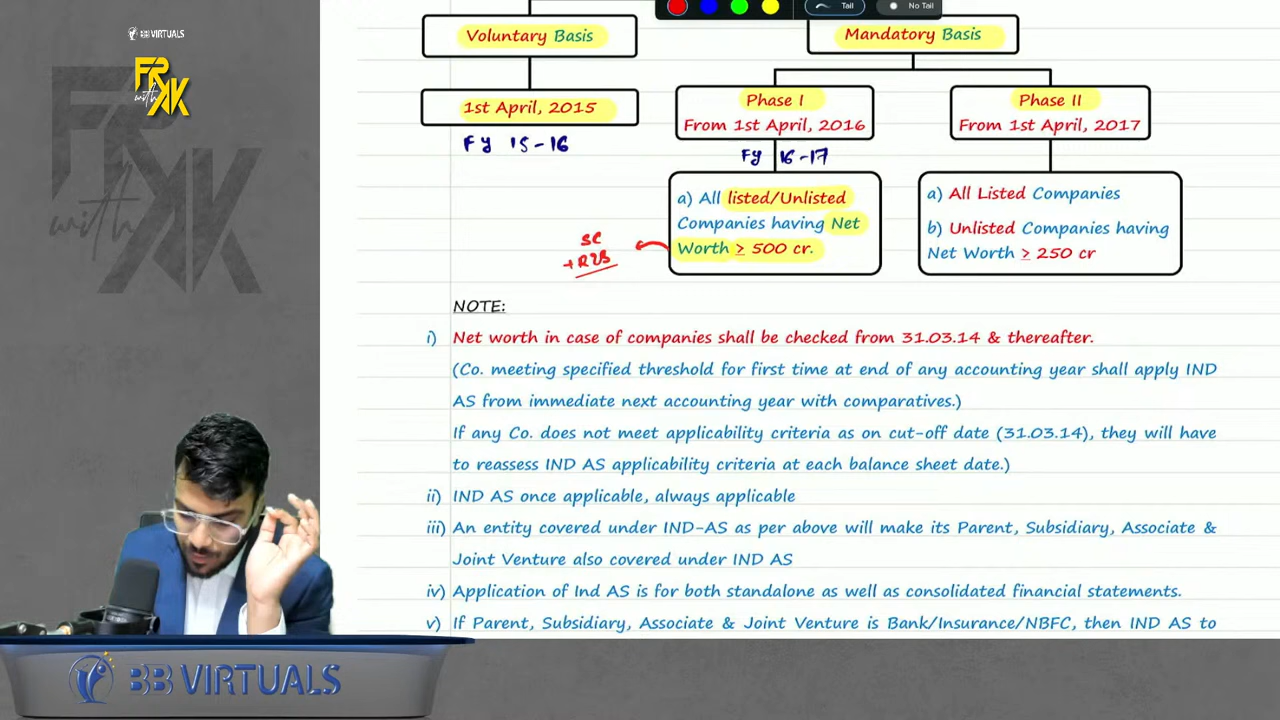 BB VIRTUALS
FR
with
AK
Tail
No Tail
Voluntary Basis
Mandatory Basis
1st April, 2015
FY 15-16
Phase I
From 1st April, 2016
Phase II
From 1st April, 2017
FY 16-17
a) All listed/Unlisted
Companies having Net
Worth ≥ 500 cr.
SC
+ R&S
a) All Listed Companies
b) Unlisted Companies having
Net Worth ≥ 250 cr
NOTE:
i) Net worth in case of companies shall be checked from 31.03.14 & thereafter.
(Co. meeting specified threshold for first time at end of any accounting year shall apply IND
AS from immediate next accounting year with comparatives.)
If any Co. does not meet applicability criteria as on cut-off date (31.03.14), they will have
to reassess IND AS applicability criteria at each balance sheet date.)
ii) IND AS once applicable, always applicable
iii) An entity covered under IND-AS as per above will make its Parent, Subsidiary, Associate &
Joint Venture also covered under IND AS
iv) Application of Ind AS is for both standalone as well as consolidated financial statements.
v) If Parent, Subsidiary, Associate & Joint Venture is Bank/Insurance/NBFC, then IND AS to
BB VIRTUALS